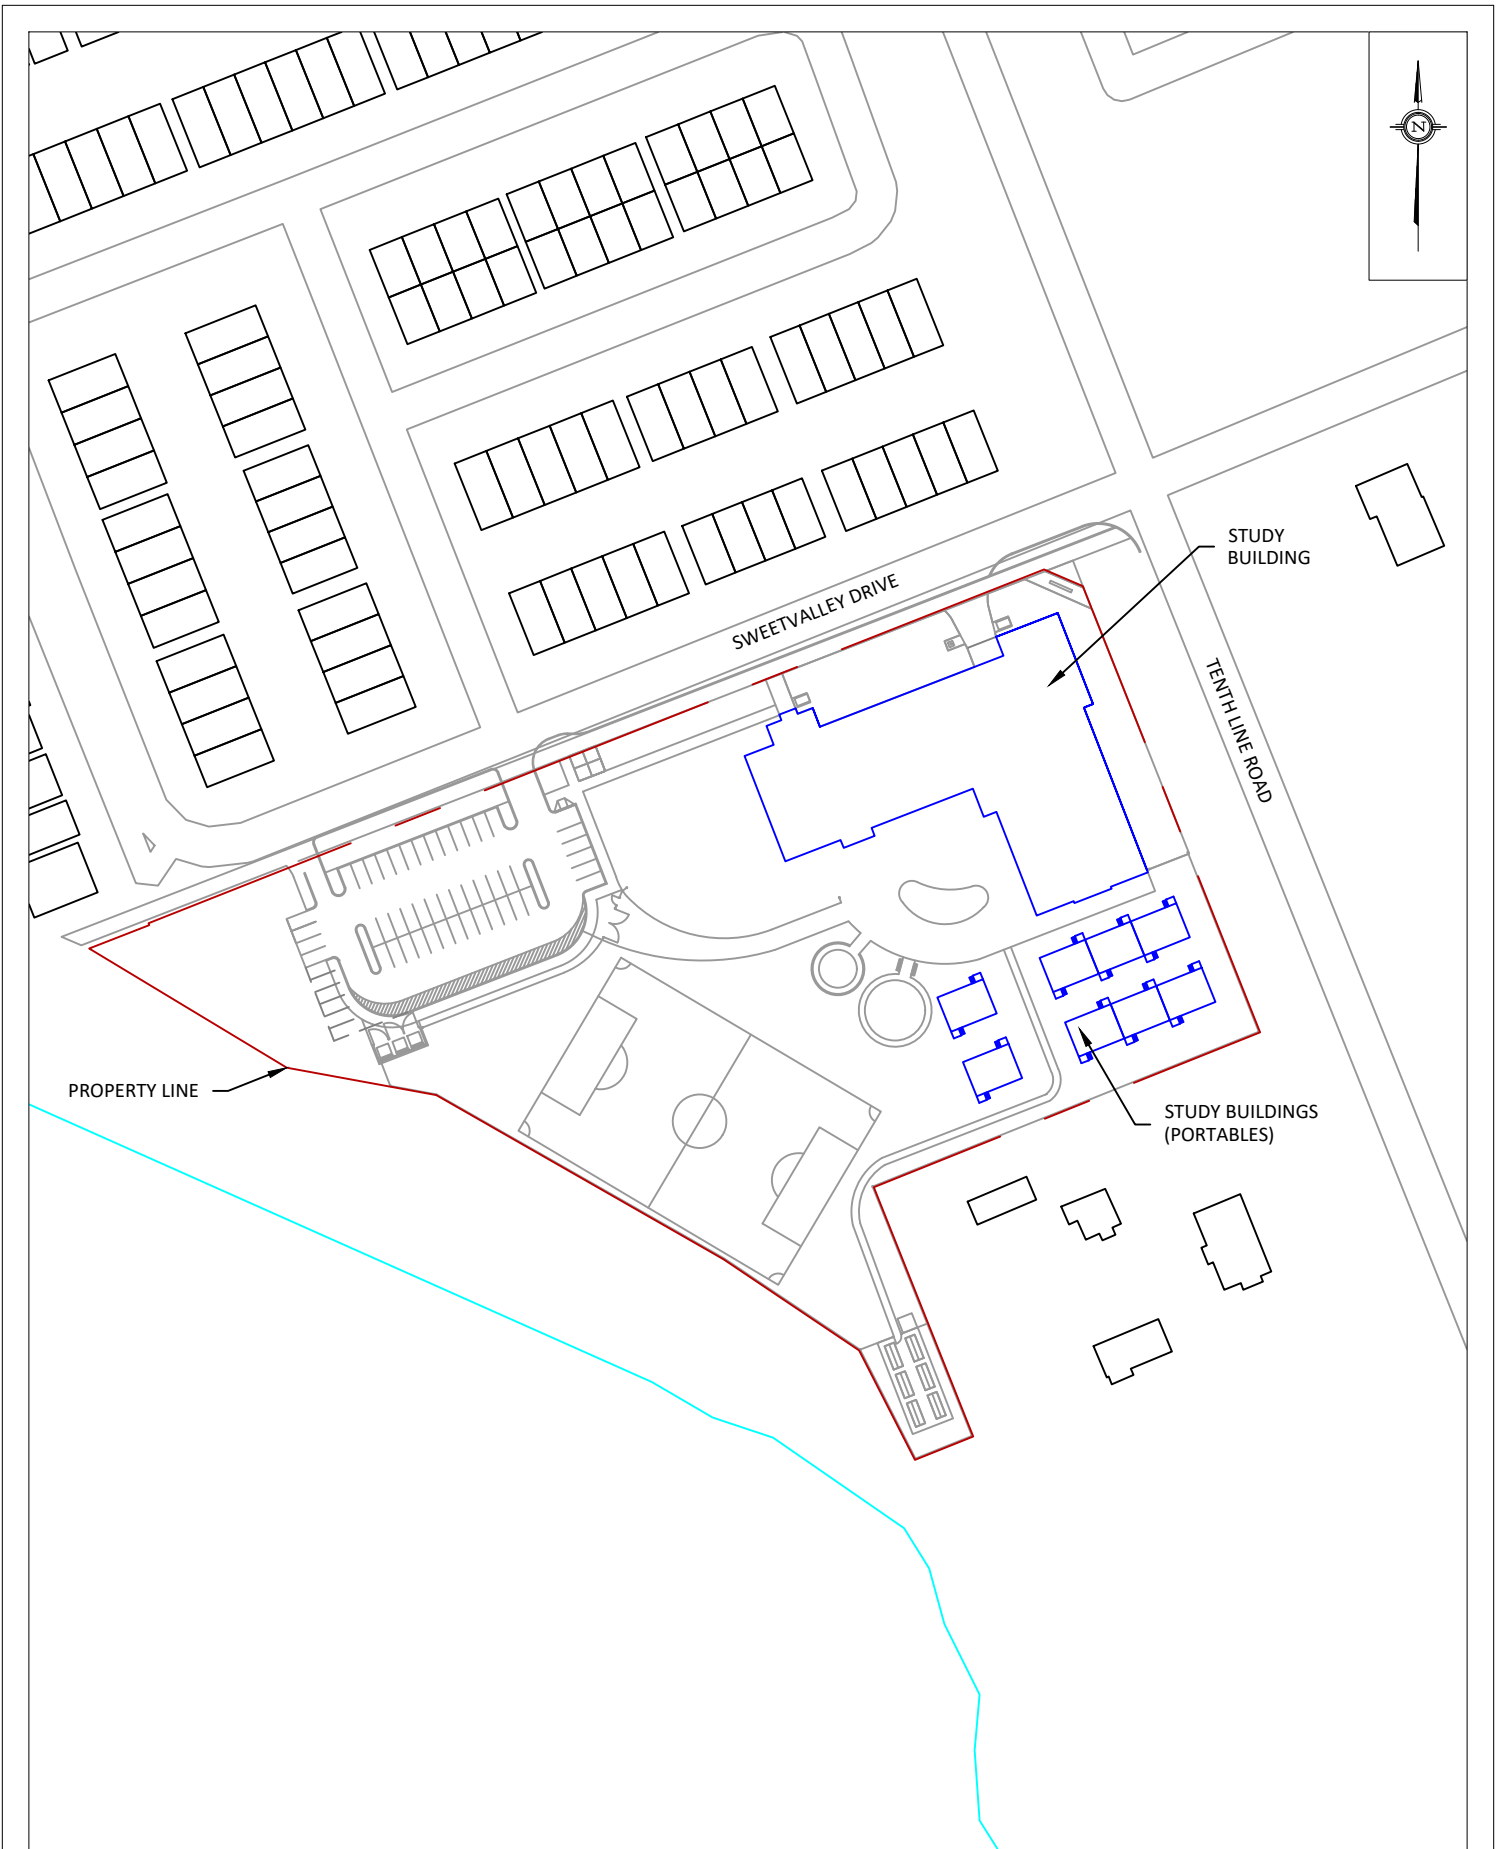 N
STUDY
BUILDING
SWEETVALLEY DRIVE
TENTH LINE ROAD
PROPERTY LINE
STUDY BUILDINGS
(PORTABLES)